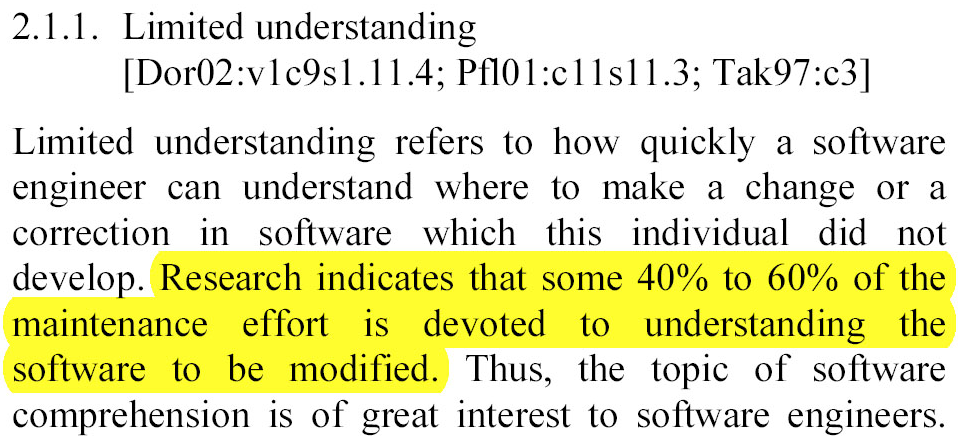 2.1.1. Limited understanding
[Dor02:v1c9s1.11.4; Pfl01:c11s11.3; Tak97:c3]
Limited understanding refers to how quickly a software
engineer can understand where to make a change or a
correction in software which this individual did not
develop. Research indicates that some 40% to 60% of the
maintenance effort is devoted to understanding the
software to be modified. Thus, the topic of software
comprehension is of great interest to software engineers.